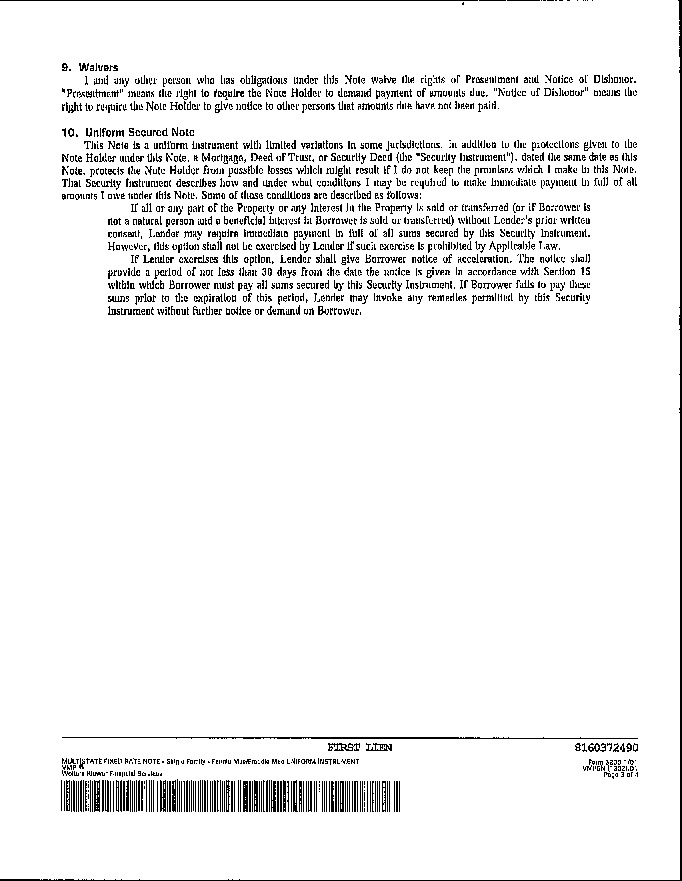 9. Waivers
I and any other person who has obligations under this Note waive the rights of Presentment and Notice of Dishonor.
"Presentment" means the right to require the Note Holder to demand payment of amounts due. "Notice of Dishonor" means the
right to require the Note Holder to give notice to other persons that amounts due have not been paid.
10. Uniform Secured Note
This Note is a uniform instrument with limited variations in some jurisdictions. In addition to the protections given to the
Note Holder under this Note, a Mortgage, Deed of Trust, or Security Deed (the "Security Instrument"), dated the same date as this
Note, protects the Note Holder from possible losses which might result if I do not keep the promises which I make in this Note.
That Security Instrument describes how and under what conditions I may be required to make immediate payment in full of all
amounts I owe under this Note. Some of those conditions are described as follows:
If all or any part of the Property or any Interest in the Property is sold or transferred (or if Borrower is
not a natural person and a beneficial interest in Borrower is sold or transferred) without Lender's prior written
consent, Lender may require immediate payment in full of all sums secured by this Security Instrument.
However, this option shall not be exercised by Lender if such exercise is prohibited by Applicable Law.
If Lender exercises this option, Lender shall give Borrower notice of acceleration. The notice shall
provide a period of not less than 30 days from the date the notice is given in accordance with Section 15
within which Borrower must pay all sums secured by this Security Instrument. If Borrower fails to pay these
sums prior to the expiration of this period, Lender may invoke any remedies permitted by this Security
Instrument without further notice or demand on Borrower.
FIRST LIEN
8160372490
MULTISTATE FIXED RATE NOTE - Single Family - Fannie Mae/Freddie Mac UNIFORM INSTRUMENT
Form 3200 1/01
VMP ®
Wolters Kluwer Financial Services
Page 3 of 4